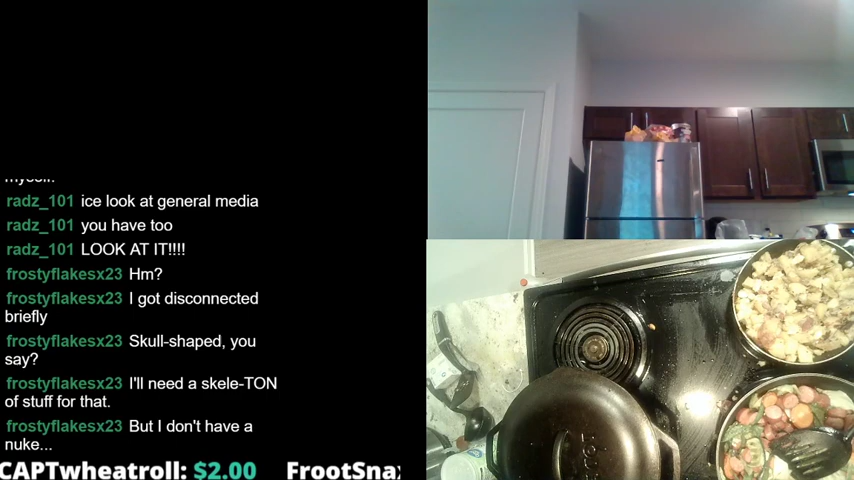 myself.
radz_101 ice look at general media
radz_101 you have too
radz_101 LOOK AT IT!!!!
frostyflakesx23 Hm?
frostyflakesx23 I got disconnected
briefly
frostyflakesx23 Skull-shaped, you
say?
frostyflakesx23 I'll need a skele-TON
of stuff for that.
frostyflakesx23 But I don't have a
nuke...
CAPTwheatroll: $2.00 FrootSna